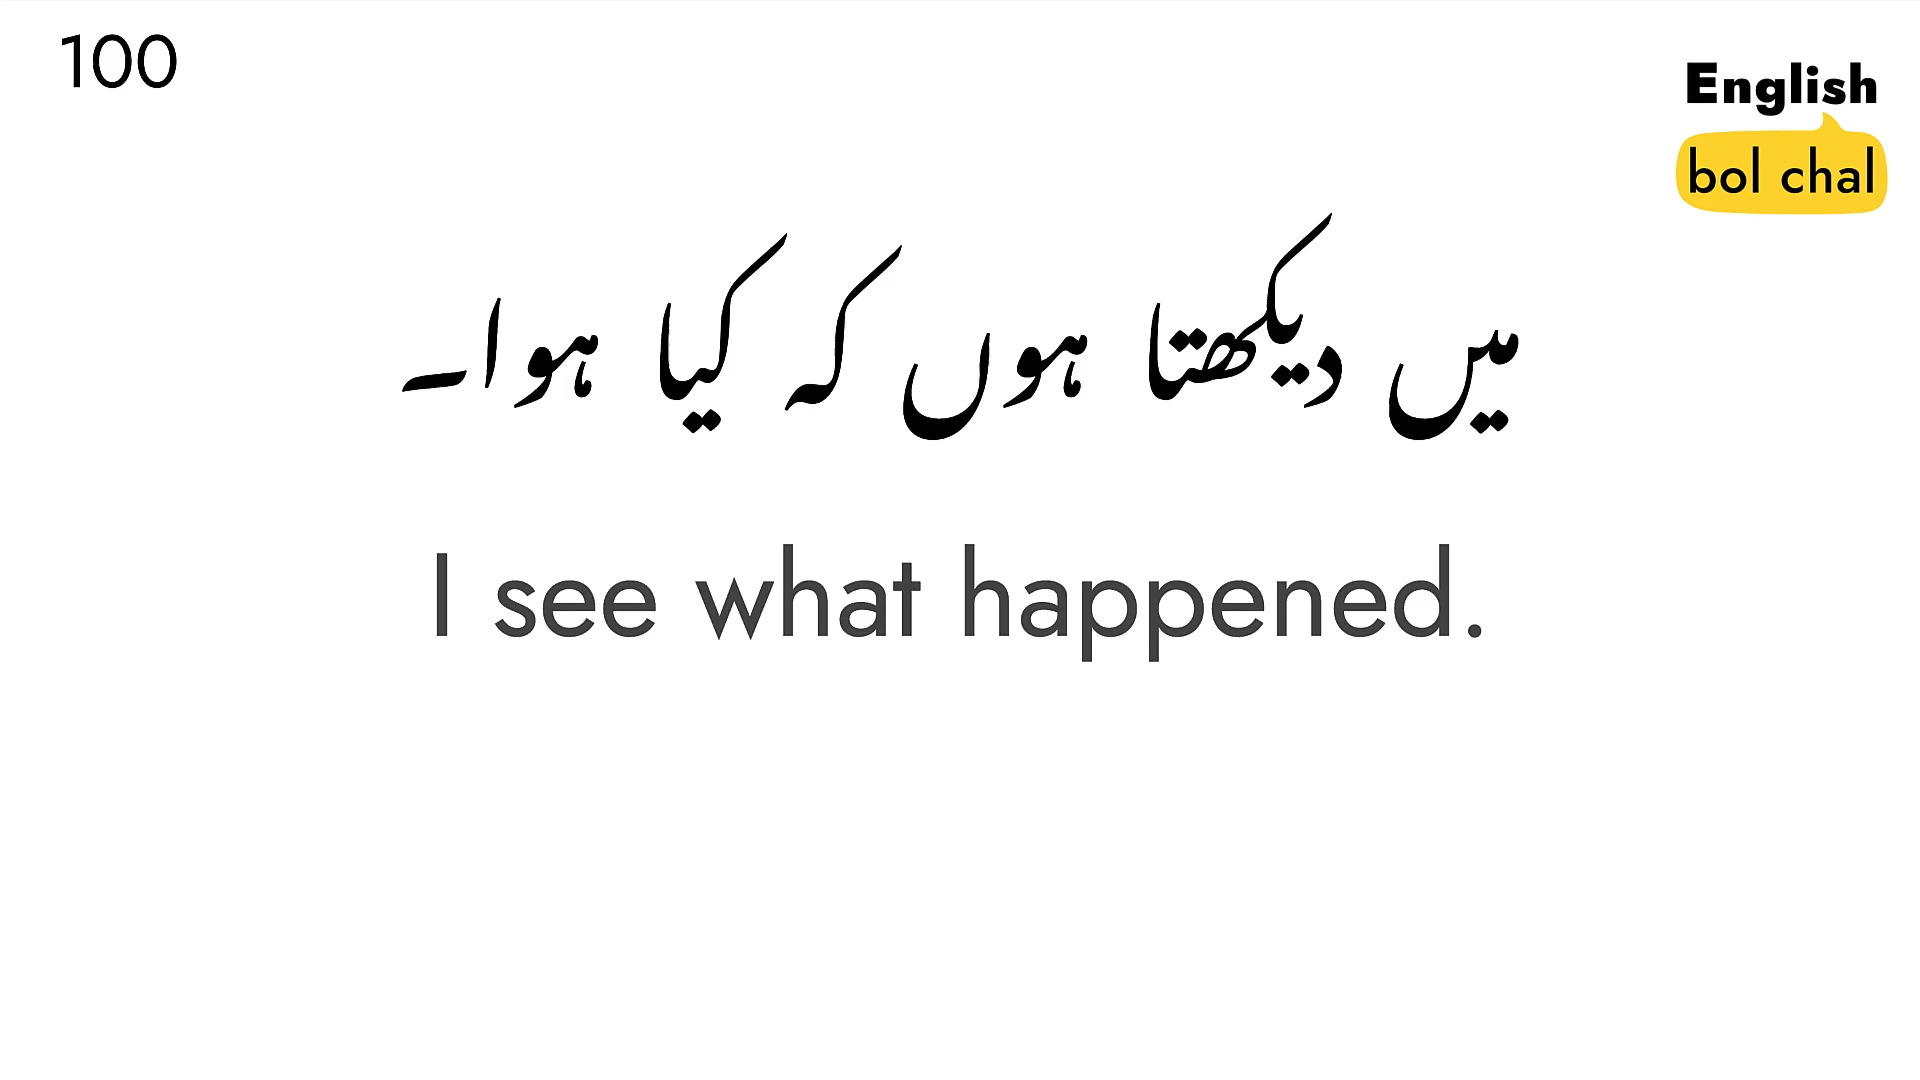 100
English
bol chal
میں دیکھتا ہوں کہ کیا ہوا۔
I see what happened.